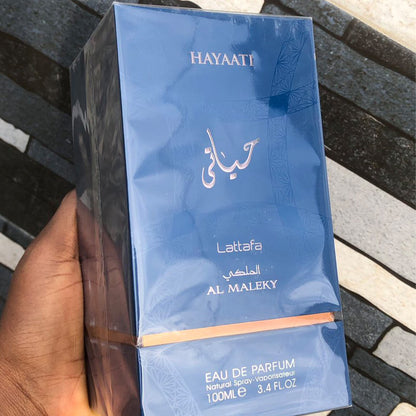 HAYAATI
حياتي
Lattafa
الملكي
AL MALEKY
EAU DE PARFUM
Natural Spray-Vaporisateur
100ML℮ 3.4 FL.OZ